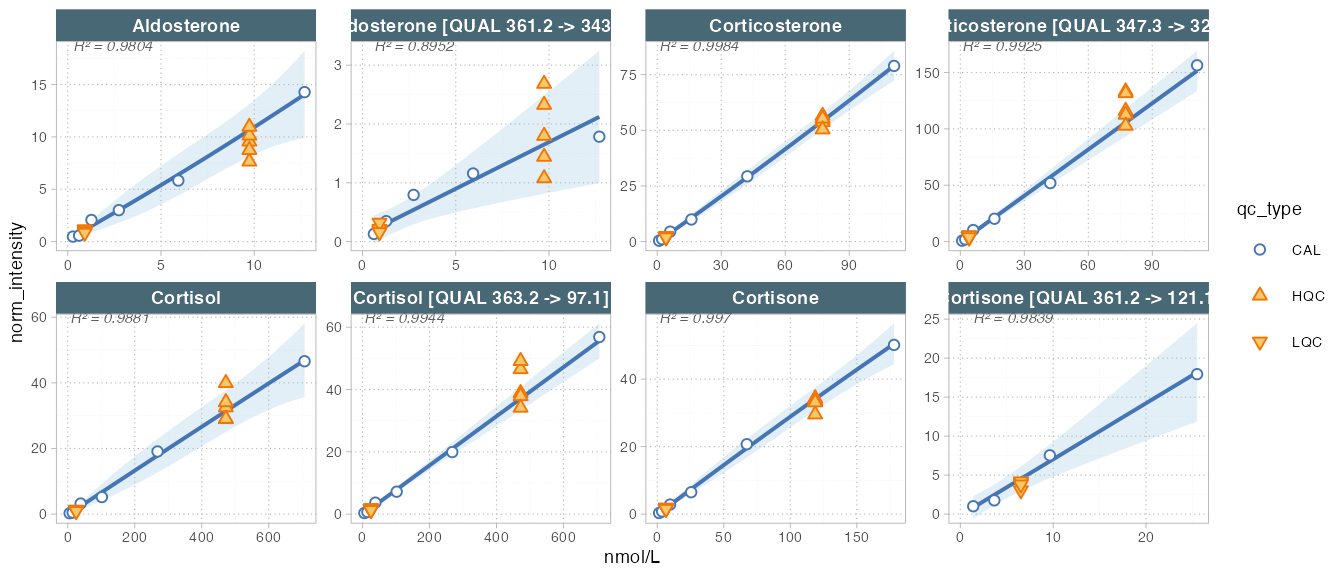 Aldosterone
dosterone [QUAL 361.2 -> 343
Corticosterone
ticosterone [QUAL 347.3 -> 32
R² = 0.9804
R² = 0.8952
R² = 0.9984
R² = 0.9925
15
10
5
0
0 5 10
3
2
1
0
0 5 10
75
50
25
0
0 30 60 90
150
100
50
0
0 30 60 90
Cortisol
Cortisol [QUAL 363.2 -> 97.1]
Cortisone
Cortisone [QUAL 361.2 -> 121.1
R² = 0.9881
R² = 0.9944
R² = 0.997
R² = 0.9839
60
40
20
0
0 200 400 600
60
40
20
0
0 200 400 600
40
20
0
0 50 100 150
25
20
15
10
5
0
0 10 20
norm_intensity
nmol/L
qc_type
CAL
HQC
LQC